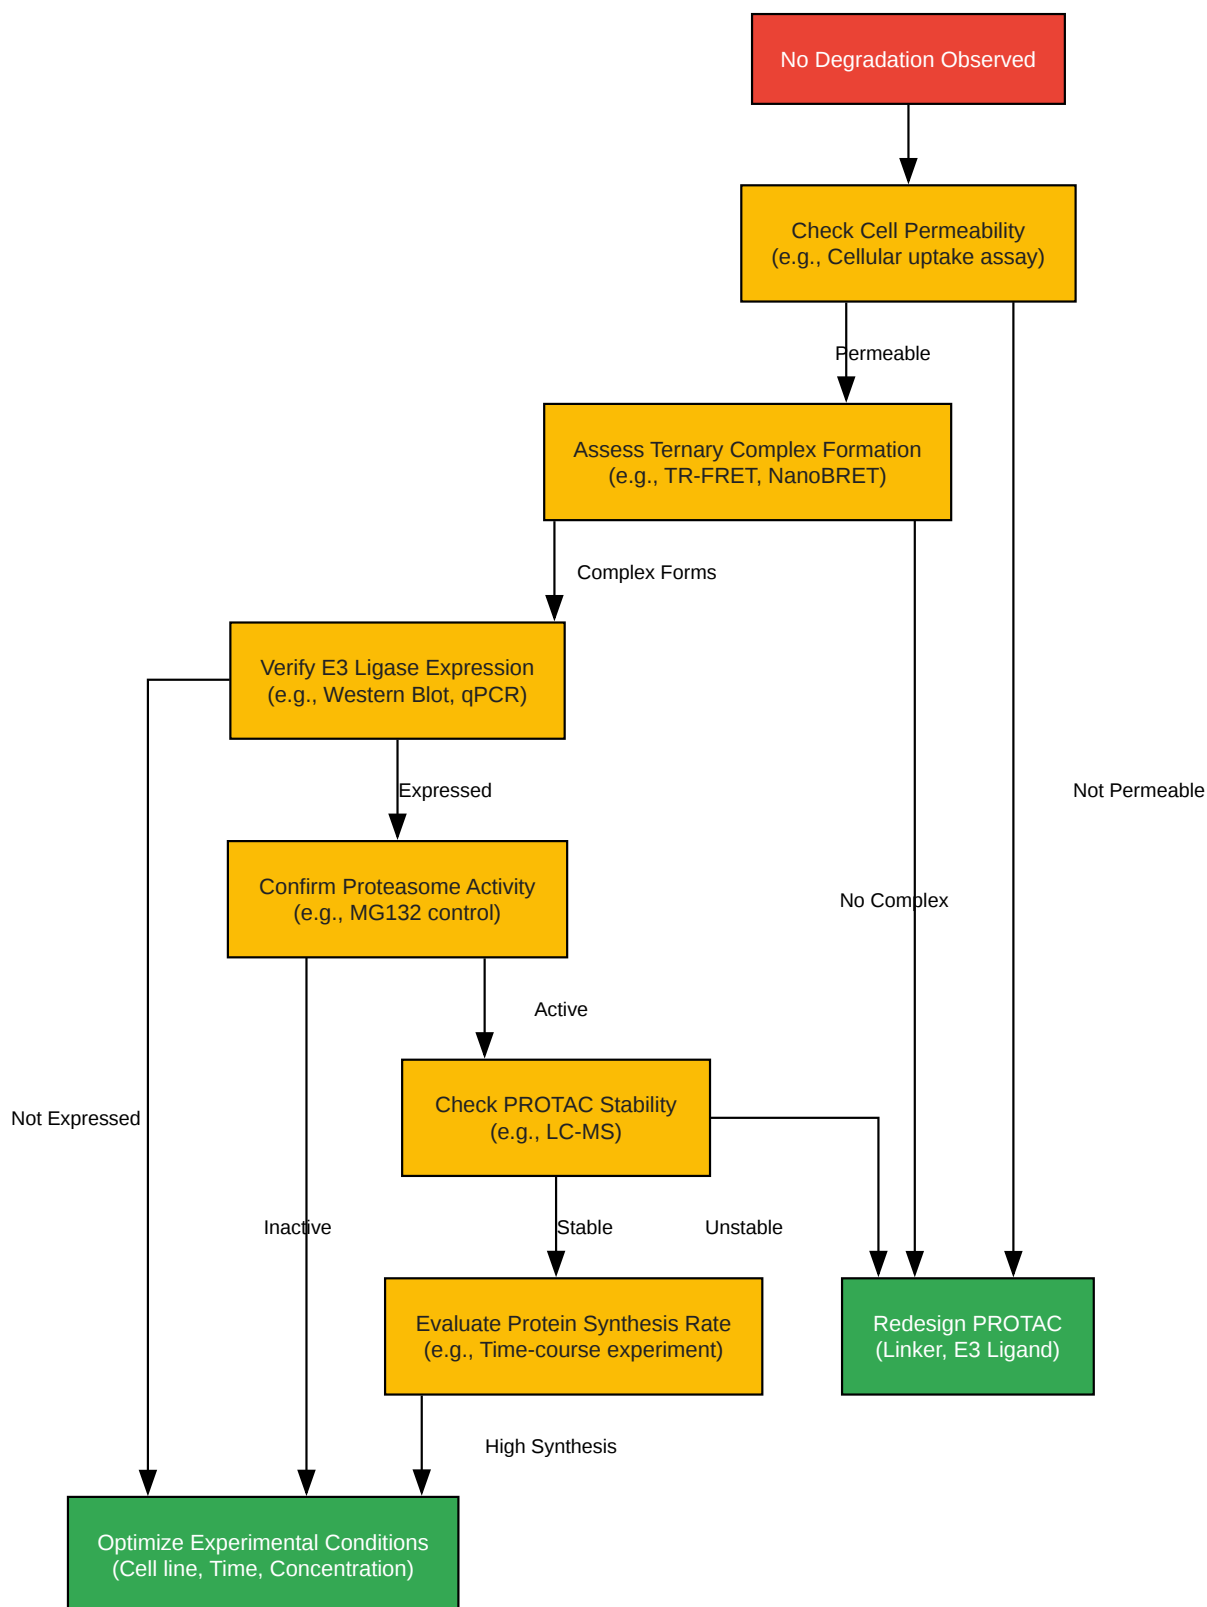 No Degradation Observed
Check Cell Permeability
(e.g., Cellular uptake assay)
Permeable
Assess Ternary Complex Formation
(e.g., TR-FRET, NanoBRET)
Complex Forms
Verify E3 Ligase Expression
(e.g., Western Blot, qPCR)
Expressed
Not Permeable
Confirm Proteasome Activity
(e.g., MG132 control)
No Complex
Active
Check PROTAC Stability
(e.g., LC-MS)
Not Expressed
Inactive
Stable
Unstable
Evaluate Protein Synthesis Rate
(e.g., Time-course experiment)
Redesign PROTAC
(Linker, E3 Ligand)
High Synthesis
Optimize Experimental Conditions
(Cell line, Time, Concentration)